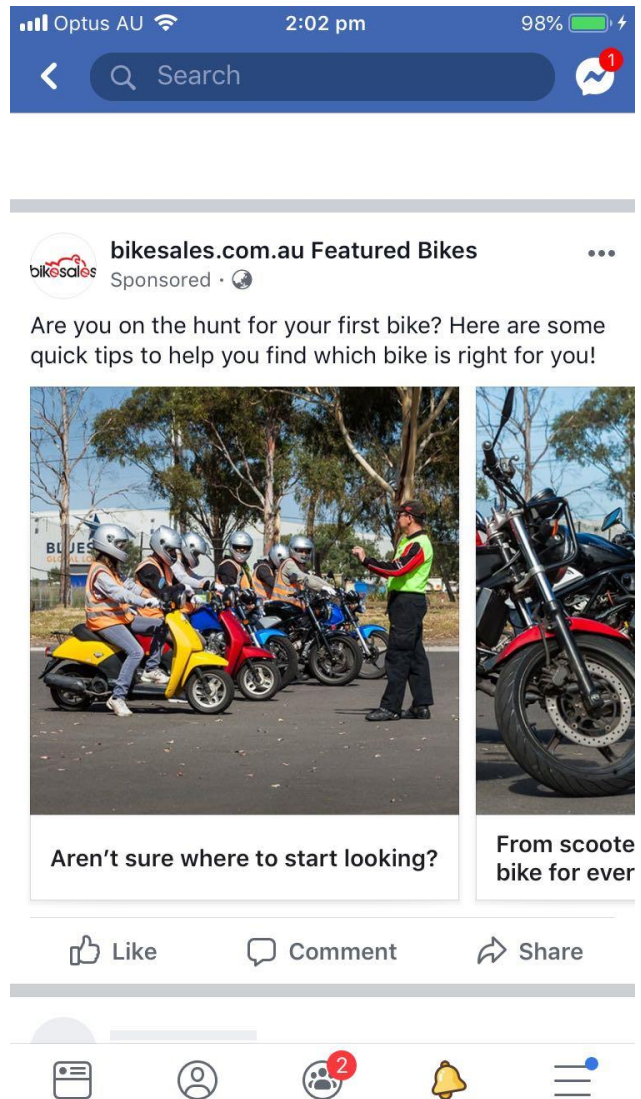 Optus AU 2:02 pm 98%
Search
1
bikesales
bikesales.com.au Featured Bikes
Sponsored ·
Are you on the hunt for your first bike? Here are some
quick tips to help you find which bike is right for you!
BLUES
Aren't sure where to start looking?
From scoote
bike for ever
Like Comment Share
2